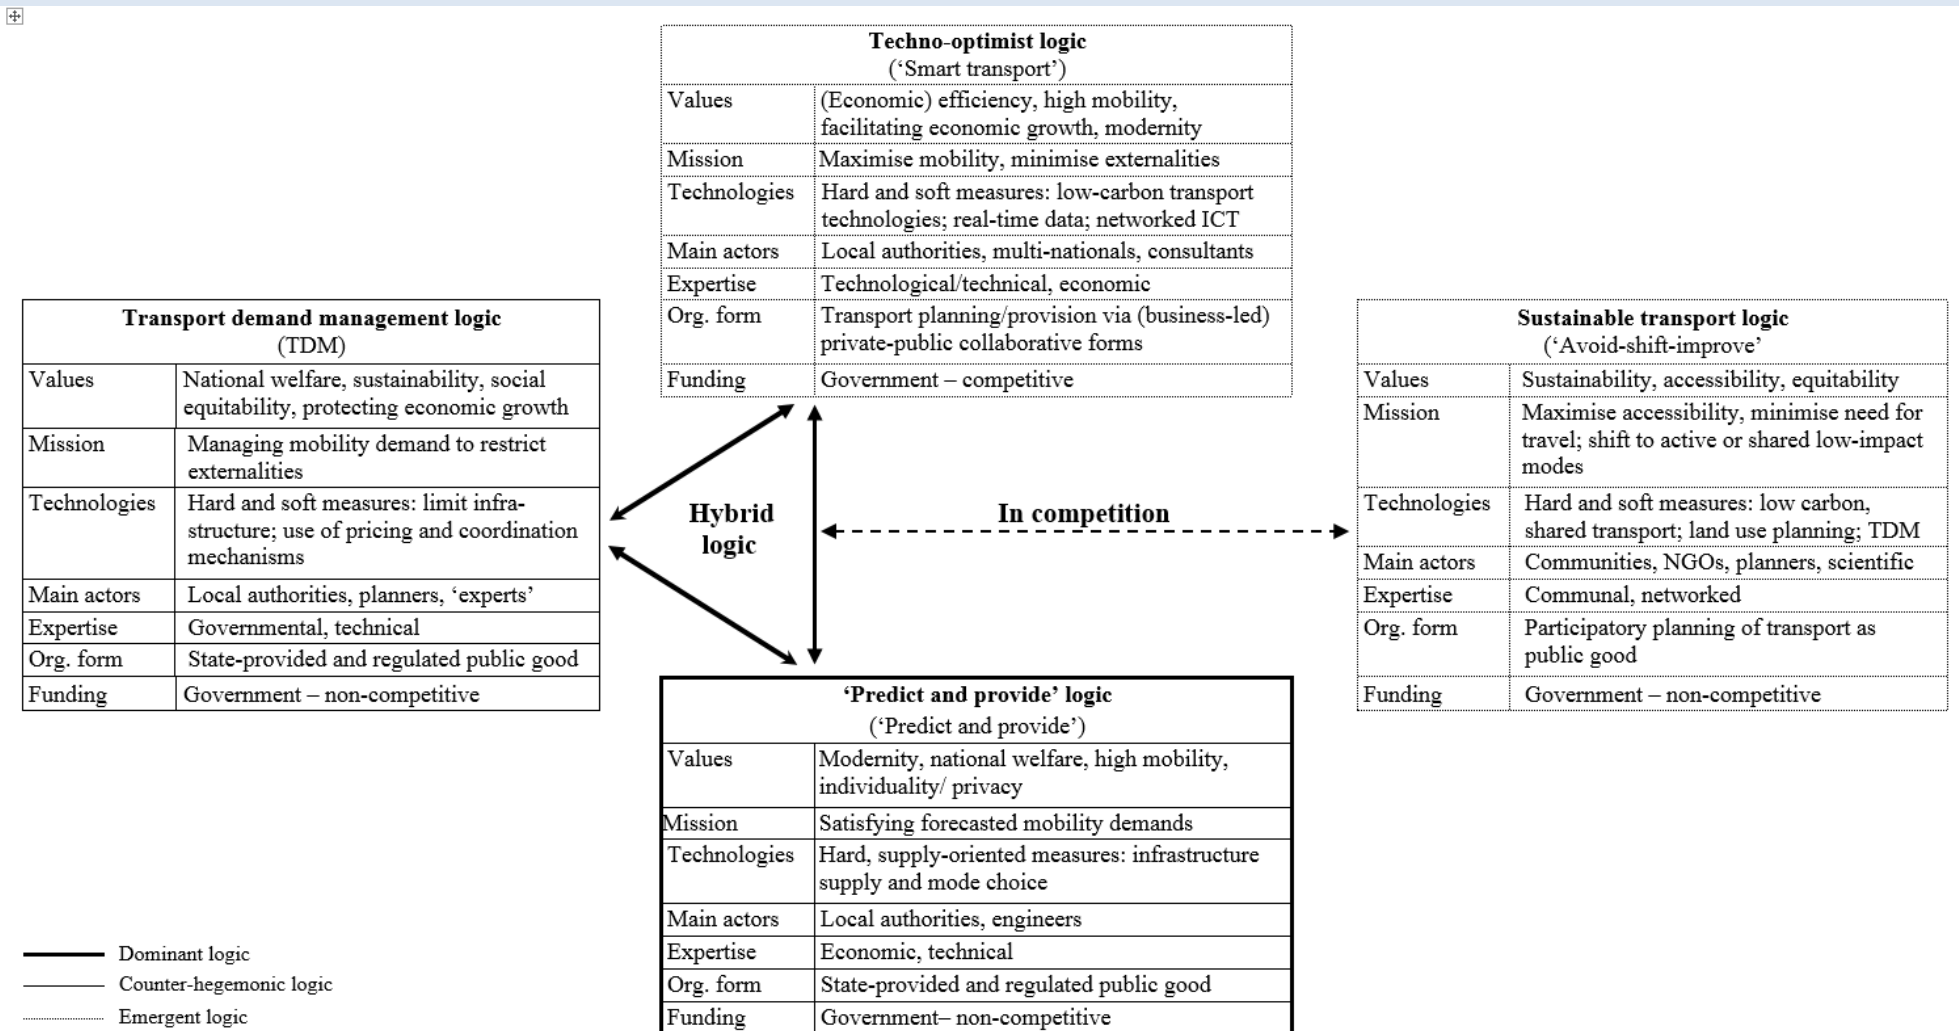 Techno-optimist logic
(‘Smart transport’)
Values (Economic) efficiency, high mobility,
facilitating economic growth, modernity
Mission Maximise mobility, minimise externalities
Technologies Hard and soft measures: low-carbon transport
technologies; real-time data; networked ICT
Main actors Local authorities, multi-nationals, consultants
Expertise Technological/technical, economic
Org. form Transport planning/provision via (business-led)
private-public collaborative forms
Funding Government – competitive
Transport demand management logic
(TDM)
Values National welfare, sustainability, social
equitability, protecting economic growth
Mission Managing mobility demand to restrict
externalities
Technologies Hard and soft measures: limit infra-
structure; use of pricing and coordination
mechanisms
Main actors Local authorities, planners, ‘experts’
Expertise Governmental, technical
Org. form State-provided and regulated public good
Funding Government – non-competitive
Hybrid
logic
In competition
Sustainable transport logic
(‘Avoid-shift-improve’
Values Sustainability, accessibility, equitability
Mission Maximise accessibility, minimise need for
travel; shift to active or shared low-impact
modes
Technologies Hard and soft measures: low carbon,
shared transport; land use planning; TDM
Main actors Communities, NGOs, planners, scientific
Expertise Communal, networked
Org. form Participatory planning of transport as
public good
Funding Government – non-competitive
‘Predict and provide’ logic
(‘Predict and provide’)
Values Modernity, national welfare, high mobility,
individuality/ privacy
Mission Satisfying forecasted mobility demands
Technologies Hard, supply-oriented measures: infrastructure
supply and mode choice
Main actors Local authorities, engineers
Expertise Economic, technical
Org. form State-provided and regulated public good
Funding Government– non-competitive
Dominant logic
Counter-hegemonic logic
Emergent logic